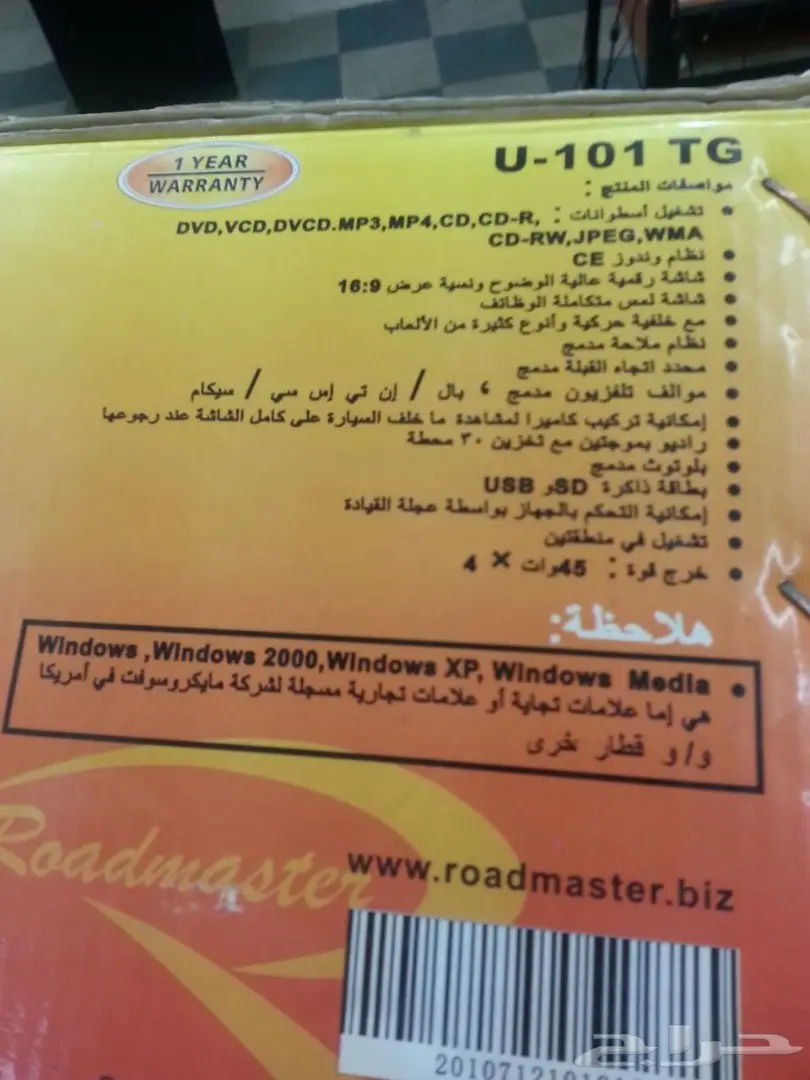 1 YEAR
WARRANTY
U-101 TG
مواصفات المنتج :
• تشغيل أسطوانات : DVD,VCD,DVCD.MP3,MP4,CD,CD-R,
CD-RW,JPEG,WMA
• نظام وندوز CE
• شاشة رقمية عالية الوضوح ونسبة عرض 16:9
• شاشة لمس متكاملة الوظائف
• مع خلفية حركية وأنوع كثيرة من الألعاب
• نظام ملاحة مدمج
• محدد اتجاه القبلة مدمج
• موالف تلفزيون مدمج ، بال / إن تي إس سي / سيكام
• إمكانية تركيب كاميرا لمشاهدة ما خلف السيارة على كامل الشاشة عند رجوعها
• راديو بموجتين مع تخزين ٣٠ محطة
• بلوتوث مدمج
• بطاقة ذاكرة SD و USB
• إمكانية التحكم بالجهاز بواسطة عجلة القيادة
• تشغيل في منطقتين
• خرج قوة : 45وات × 4
ملاحظة:
• Windows ,Windows 2000,Windows XP, Windows Media
هي إما علامات تجاية أو علامات تجارية مسجلة لشركة مايكروسوفت في أمريكا
و/و قطار خرى
Roadmaster
www.roadmaster.biz
حراج